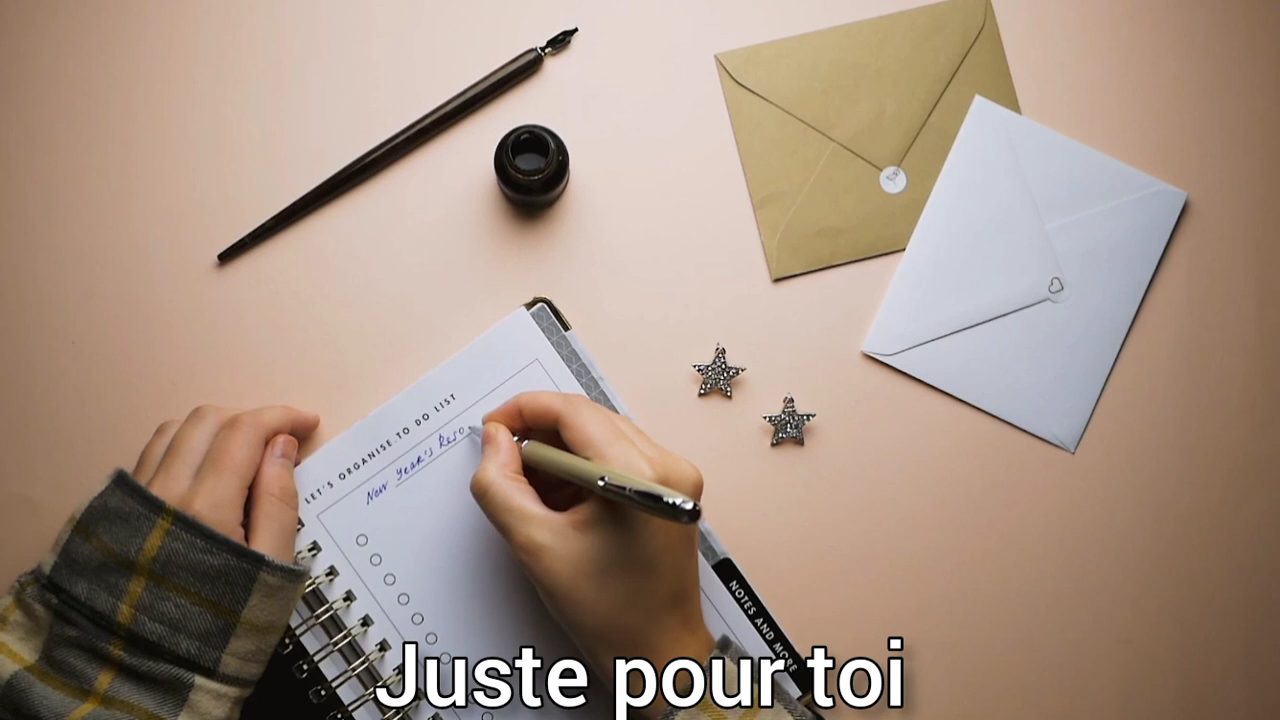 LET'S ORGANISE TO DO LIST
New Year's Reso
NOTES AND MORE
Juste pour toi